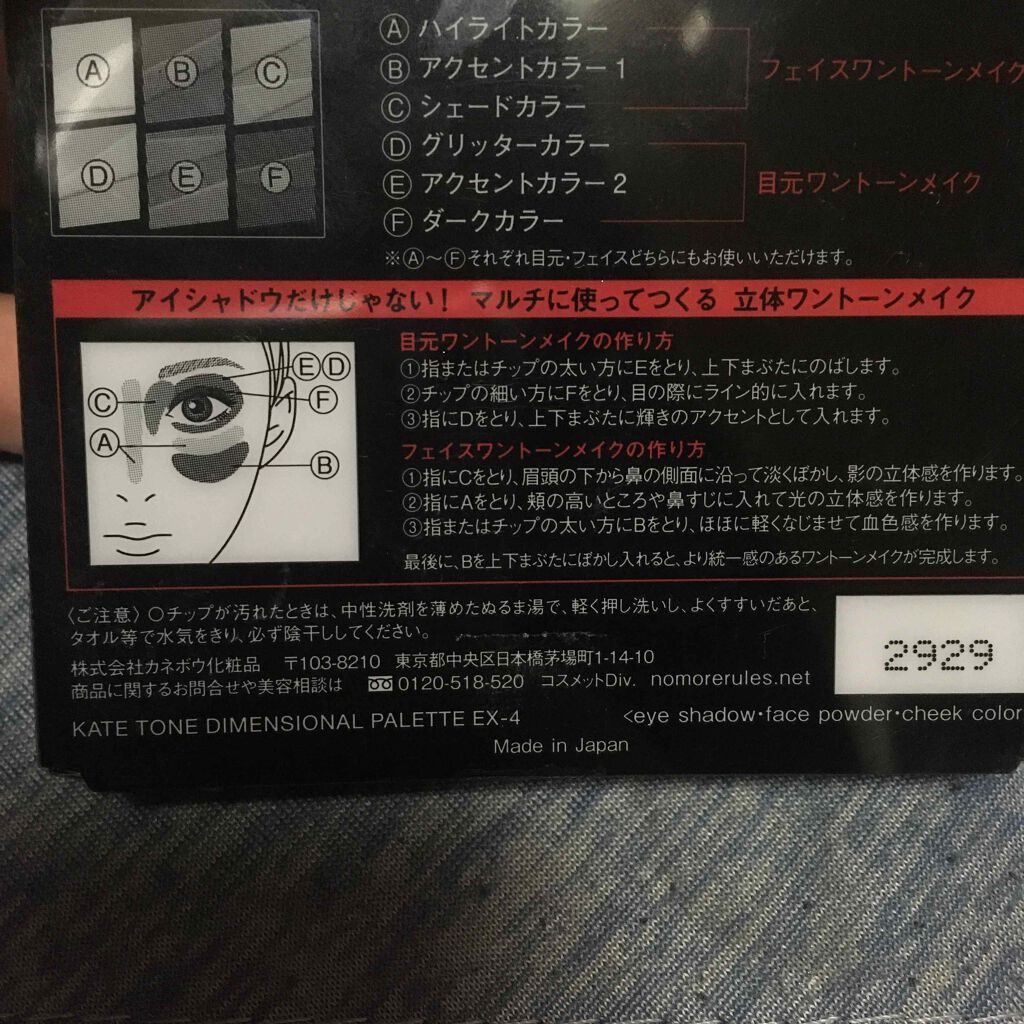 Ⓐ Ⓑ Ⓒ
Ⓓ Ⓔ Ⓕ
Ⓐ ハイライトカラー
Ⓑ アクセントカラー1
Ⓒ シェードカラー
フェイスワントーンメイク
Ⓓ グリッターカラー
Ⓔ アクセントカラー2
Ⓕ ダークカラー
目元ワントーンメイク
※Ⓐ～Ⓕそれぞれ目元・フェイスどちらにもお使いいただけます。
アイシャドウだけじゃない！ マルチに使ってつくる 立体ワントーンメイク
ⒺⒹ
Ⓒ
Ⓕ
Ⓐ
Ⓑ
目元ワントーンメイクの作り方
①指またはチップの太い方にEをとり、上下まぶたにのばします。
②チップの細い方にFをとり、目の際にライン的に入れます。
③指にDをとり、上下まぶたに輝きのアクセントとして入れます。
フェイスワントーンメイクの作り方
①指にCをとり、眉頭の下から鼻の側面に沿って淡くぼかし、影の立体感を作ります。
②指にAをとり、頬の高いところや鼻すじに入れて光の立体感を作ります。
③指またはチップの太い方にBをとり、ほほに軽くなじませて血色感を作ります。
最後に、Bを上下まぶたにぼかし入れると、より統一感のあるワントーンメイクが完成します。
〈ご注意〉○チップが汚れたときは、中性洗剤を薄めたぬるま湯で、軽く押し洗いし、よくすすいだあと、
タオル等で水気をきり、必ず陰干ししてください。
株式会社カネボウ化粧品 〒103-8210 東京都中央区日本橋茅場町1-14-10
商品に関するお問合せや美容相談は 0120-518-520 コスメットDiv. nomorerules.net
2929
KATE TONE DIMENSIONAL PALETTE EX-4 <eye shadow・face powder・cheek color
Made in Japan